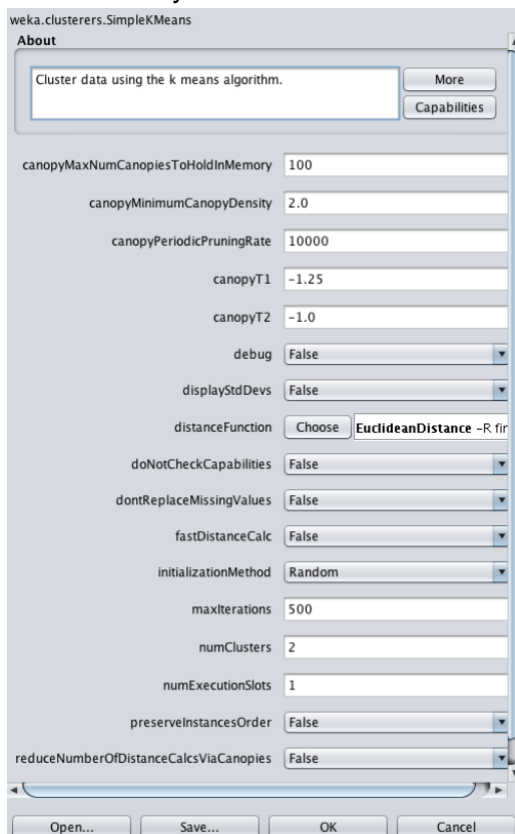 weka.clusterers.SimpleKMeans
About
Cluster data using the k means algorithm.
More
Capabilities
canopyMaxNumCanopiesToHoldInMemory 100
canopyMinimumCanopyDensity 2.0
canopyPeriodicPruningRate 10000
canopyT1 -1.25
canopyT2 -1.0
debug False
displayStdDevs False
distanceFunction Choose EuclideanDistance -R fir
doNotCheckCapabilities False
dontReplaceMissingValues False
fastDistanceCalc False
initializationMethod Random
maxIterations 500
numClusters 2
numExecutionSlots 1
preserveInstancesOrder False
reduceNumberOfDistanceCalcsViaCanopies False
Open... Save... OK Cancel